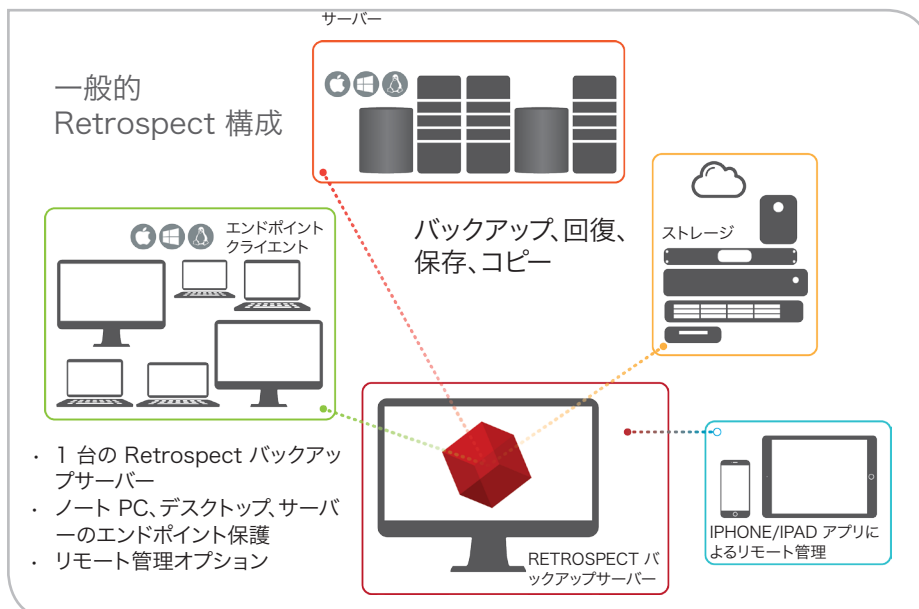 サーバー
一般的
Retrospect 構成
エンドポイント
クライエント
バックアップ、回復、
保存、コピー
ストレージ
・ 1 台の Retrospect バックアッ
プサーバー
・ ノート PC、デスクトップ、サーバ
ーのエンドポイント保護
・ リモート管理オプション
RETROSPECT バ
ックアップサーバー
IPHONE/IPAD アプリに
よるリモート管理